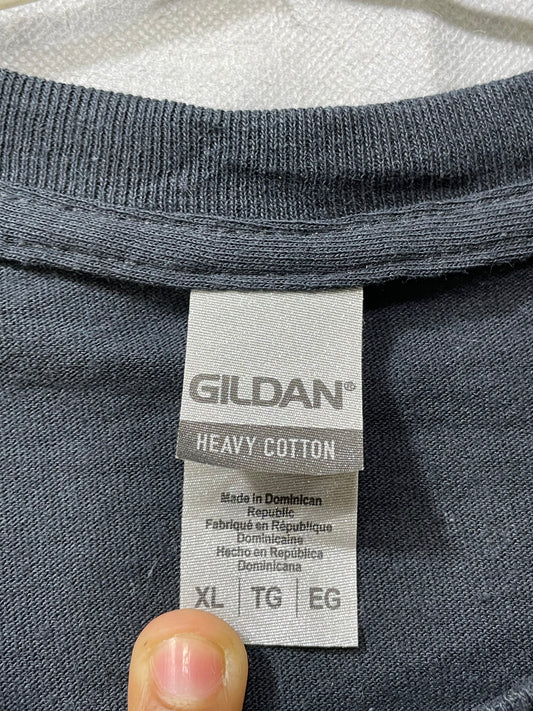 GILDAN®
HEAVY COTTON
Made in Dominican
Republic
Fabriqué en République
Dominicaine
Hecho en República
Dominicana
XL | TG | EG